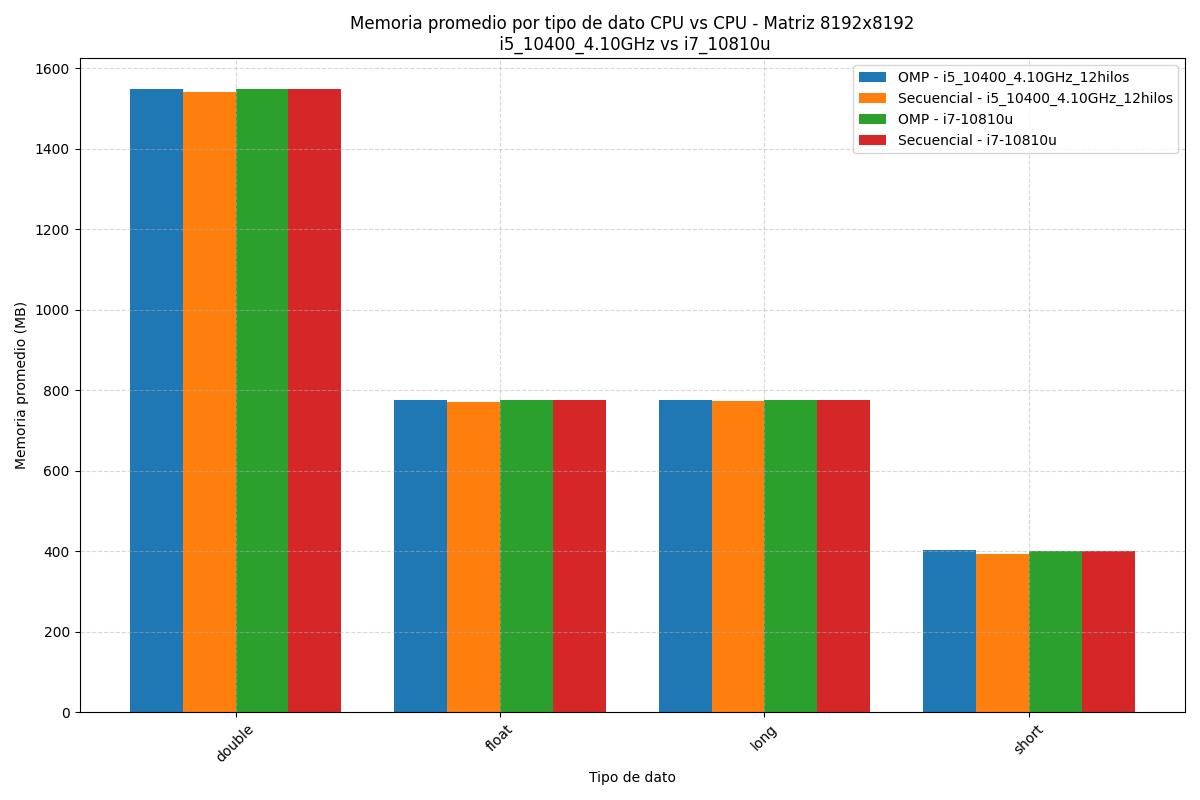 Memoria promedio por tipo de dato CPU vs CPU - Matriz 8192x8192
i5_10400_4.10GHz vs i7_10810u
OMP - i5_10400_4.10GHz_12hilos
Secuencial - i5_10400_4.10GHz_12hilos
OMP - i7-10810u
Secuencial - i7-10810u
Memoria promedio (MB)
1600
1400
1200
1000
800
600
400
200
0
double
float
long
short
Tipo de dato